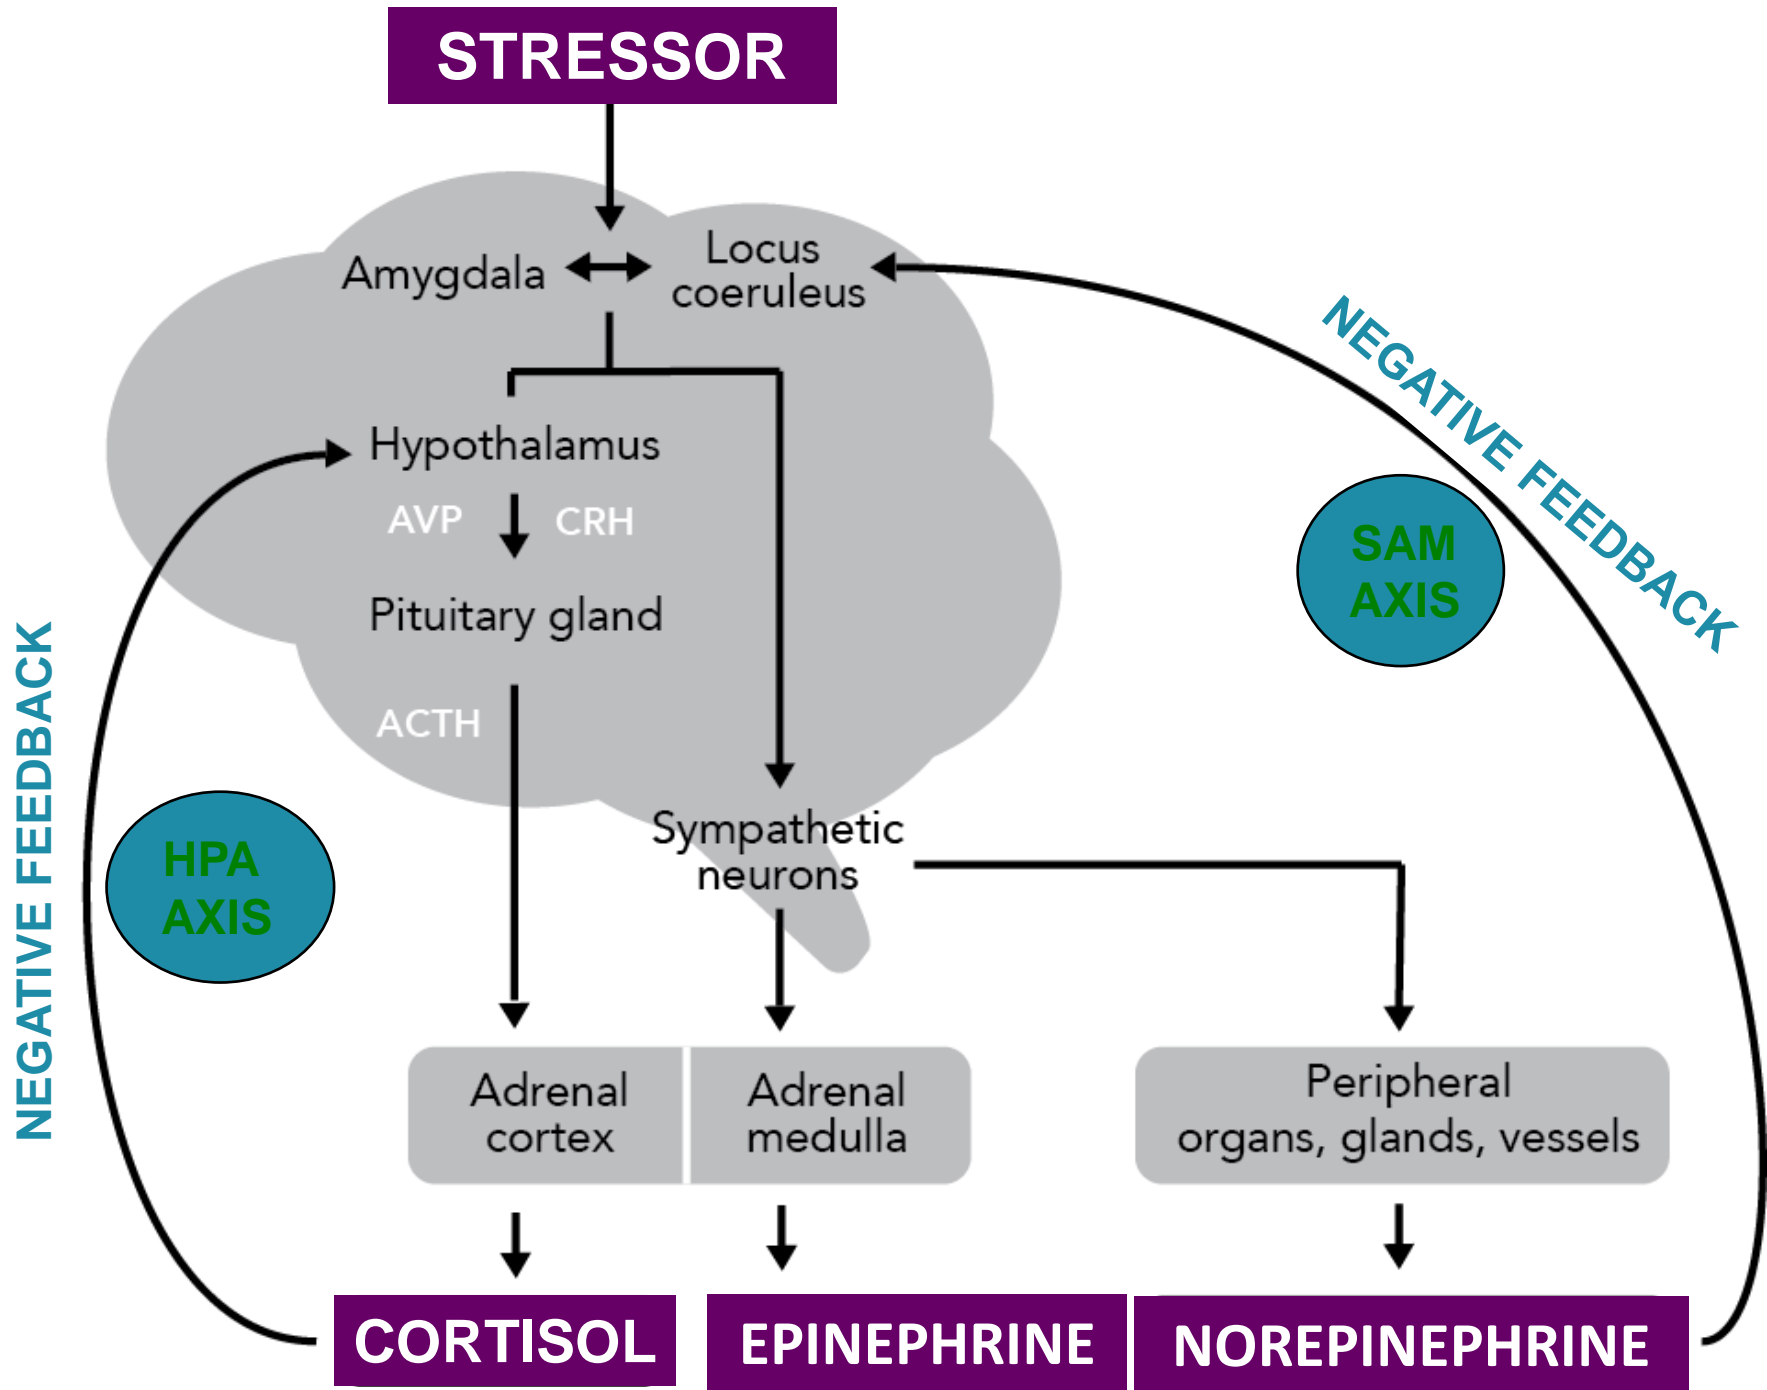 STRESSOR
Amygdala
Locus
coeruleus
NEGATIVE FEEDBACK
Hypothalamus
AVP
CRH
SAM
AXIS
Pituitary gland
NEGATIVE FEEDBACK
ACTH
HPA
AXIS
Sympathetic
neurons
Adrenal
cortex
Adrenal
medulla
Peripheral
organs, glands, vessels
CORTISOL
EPINEPHRINE
NOREPINEPHRINE